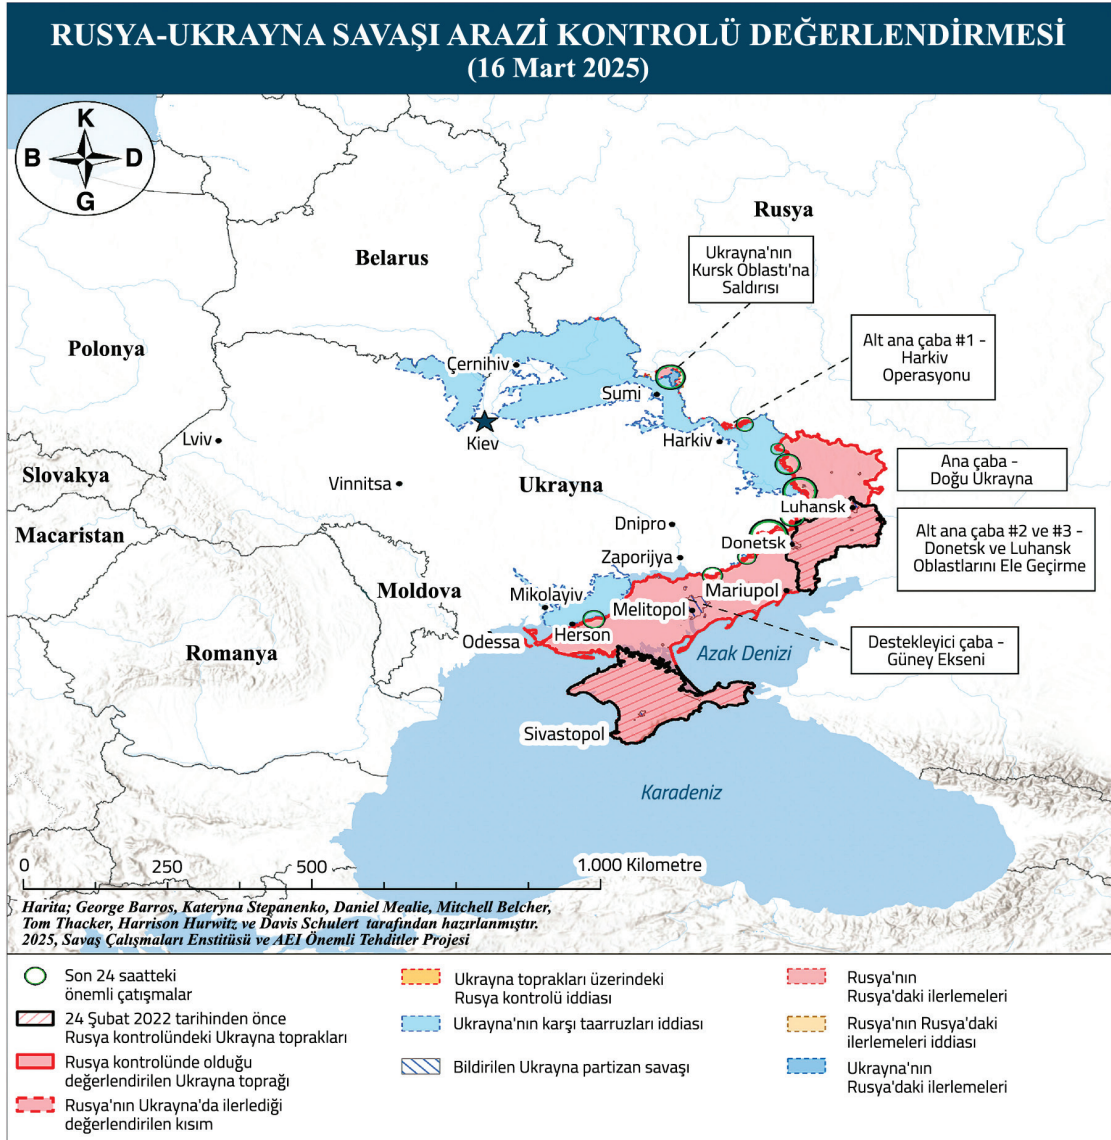 RUSYA-UKRAYNA SAVAŞI ARAZİ KONTROLÜ DEĞERLENDİRMESİ
(16 Mart 2025)
K
B
D
G
Rusya
Belarus
Ukrayna'nın
Kursk Oblastı'na
Saldırısı
Polonya
Alt ana çaba #1 -
Harkiv
Operasyonu
Çernihiv
Sumi
Kiev
Harkiv
Lviv
Slovakya
Vinnitsa
Ukrayna
Ana çaba -
Doğu Ukrayna
Luhansk
Macaristan
Dnipro
Donetsk
Alt ana çaba #2 ve #3 -
Donetsk ve Luhansk
Oblastlarını Ele Geçirme
Zaporijya
Moldova
Mikolayiv
Mariupol
Melitopol
Herson
Odessa
Romanya
Azak Denizi
Destekleyici çaba -
Güney Ekseni
Sivastopol
Karadeniz
0
250
500
1.000 Kilometre
Harita; George Barros, Kateryna Stepanenko, Daniel Mealie, Mitchell Belcher,
Tom Thacker, Harrison Hurwitz ve Davis Schulert tarafından hazırlanmıştır.
2025, Savaş Çalışmaları Enstitüsü ve AEI Önemli Tehditler Projesi
Son 24 saatteki
önemli çatışmalar
24 Şubat 2022 tarihinden önce
Rusya kontrolündeki Ukrayna toprakları
Rusya kontrolünde olduğu
değerlendirilen Ukrayna toprağı
Rusya'nın Ukrayna'da ilerlediği
değerlendirilen kısım
Ukrayna toprakları üzerindeki
Rusya kontrolü iddiası
Ukrayna'nın karşı taarruzları iddiası
Bildirilen Ukrayna partizan savaşı
Rusya'nın
Rusya'daki ilerlemeleri
Rusya'nın Rusya'daki
ilerlemeleri iddiası
Ukrayna'nın
Rusya'daki ilerlemeleri